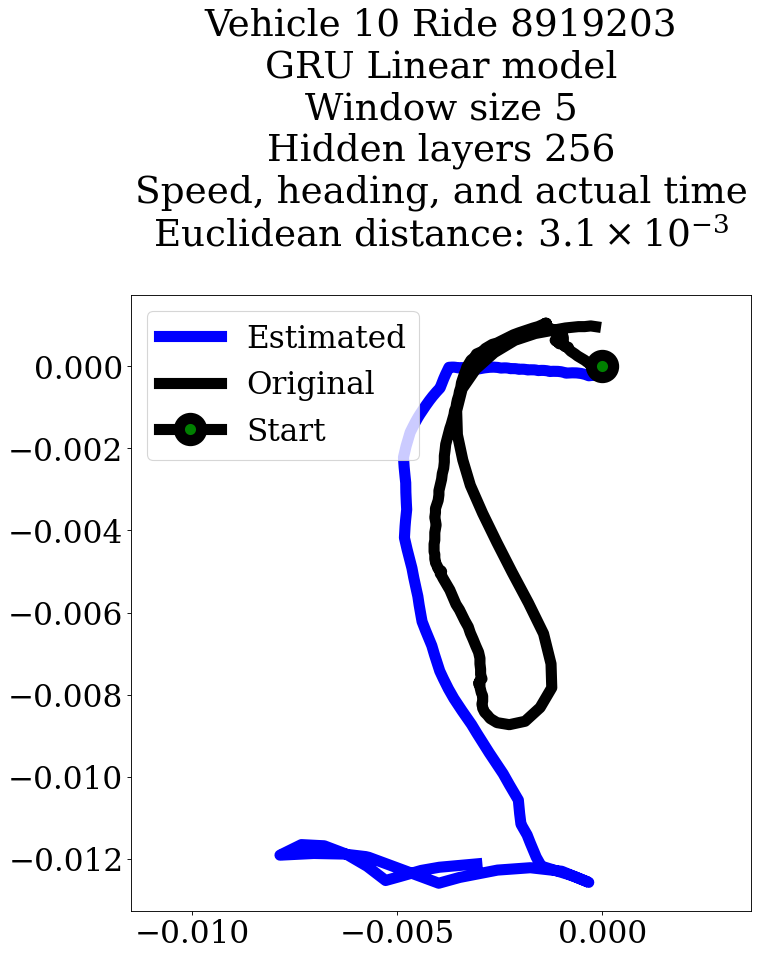 Vehicle 10 Ride 8919203
GRU Linear model
Window size 5
Hidden layers 256
Speed, heading, and actual time
Euclidean distance: 3.1 × 10⁻³
Estimated
Original
Start
0.000
−0.002
−0.004
−0.006
−0.008
−0.010
−0.012
−0.010 −0.005 0.000